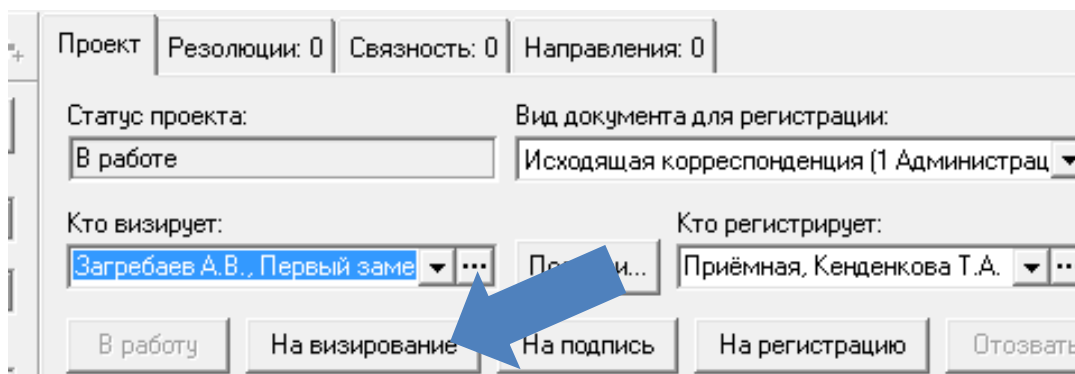 Проект Резолюции: 0 Связность: 0 Направления: 0
Статус проекта: Вид документа для регистрации:
В работе Исходящая корреспонденция (1 Администрац
Кто визирует: Кто регистрирует:
Загребаев А.В., Первый заме Приёмная, Кенденкова Т.А.
В работу На визирование На подпись На регистрацию Отозвать